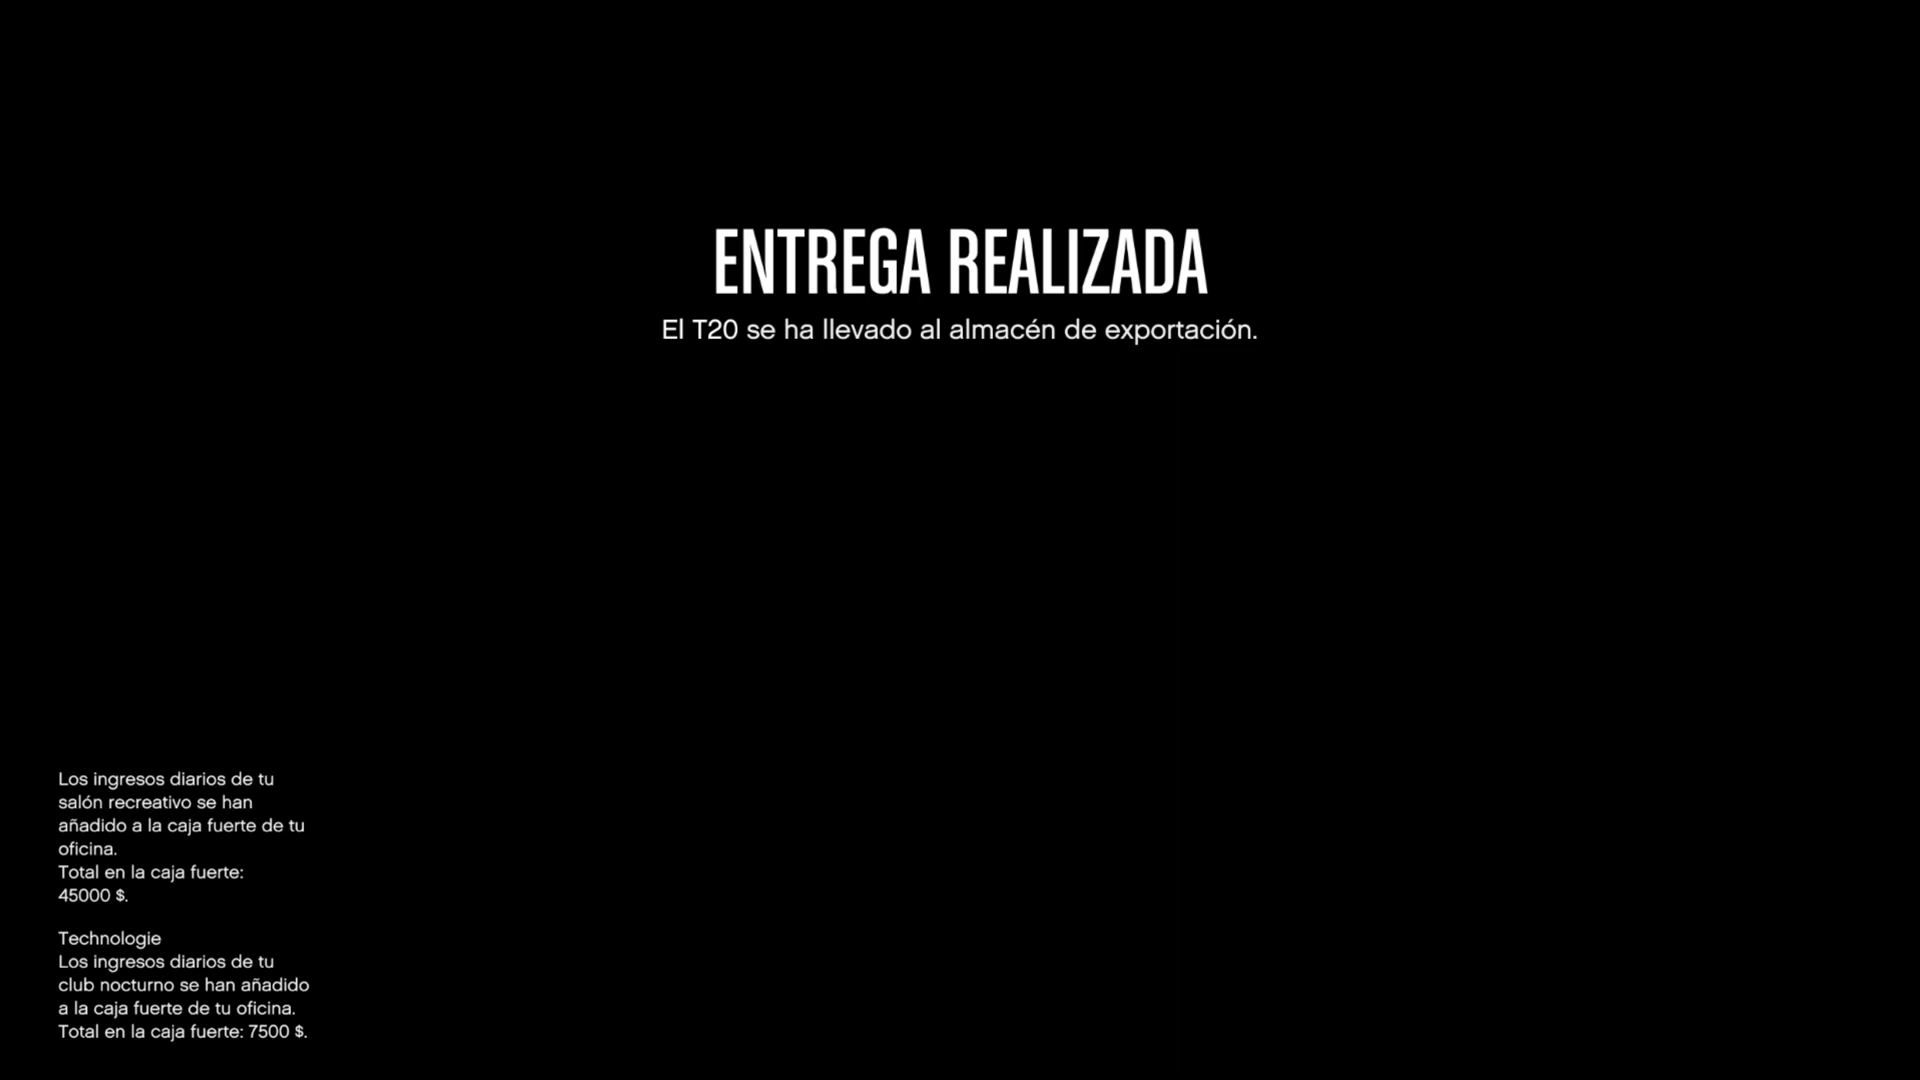 ENTREGA REALIZADA
El T20 se ha llevado al almacén de exportación.
Los ingresos diarios de tu
salón recreativo se han
añadido a la caja fuerte de tu
oficina.
Total en la caja fuerte:
45000 $.
Technologie
Los ingresos diarios de tu
club nocturno se han añadido
a la caja fuerte de tu oficina.
Total en la caja fuerte: 7500 $.